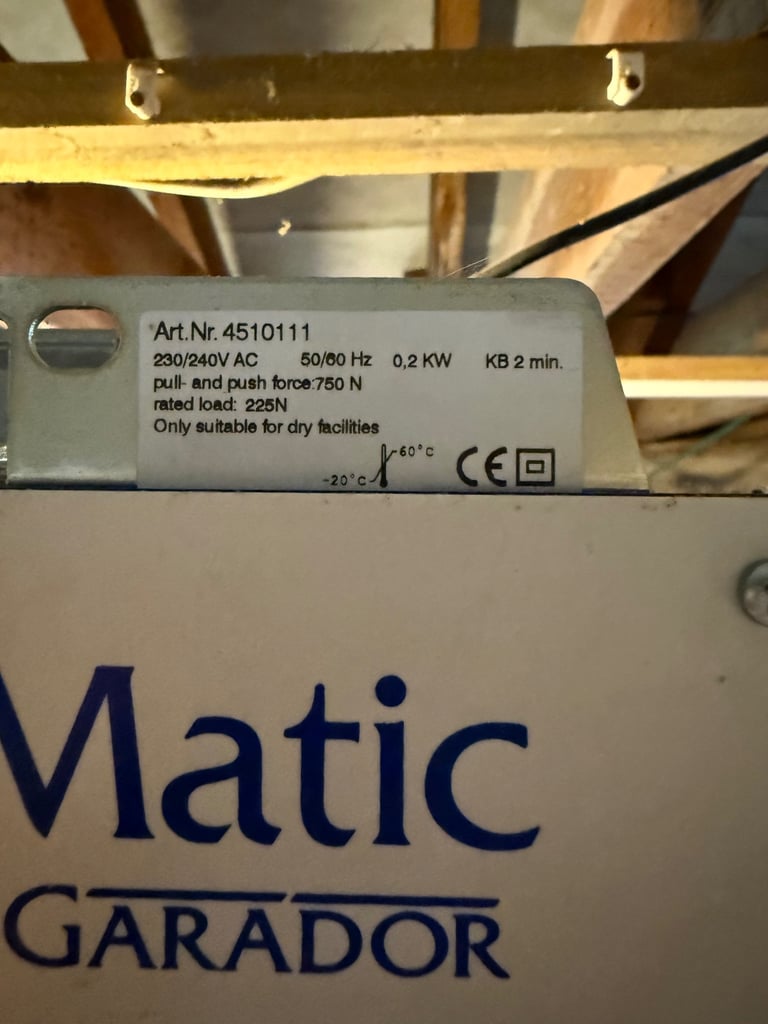 Art.Nr. 4510111
230/240V AC 50/60 Hz 0,2 KW KB 2 min.
pull- and push force:750 N
rated load: 225N
Only suitable for dry facilities
-20°C 60°C CE
Matic
GARADOR